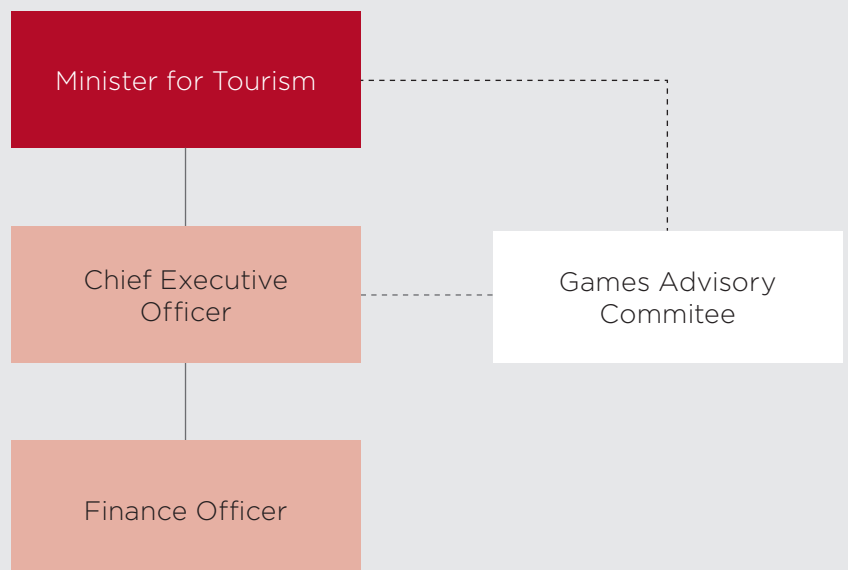 Minister for Tourism
Chief Executive
Officer
Games Advisory
Commitee
Finance Officer